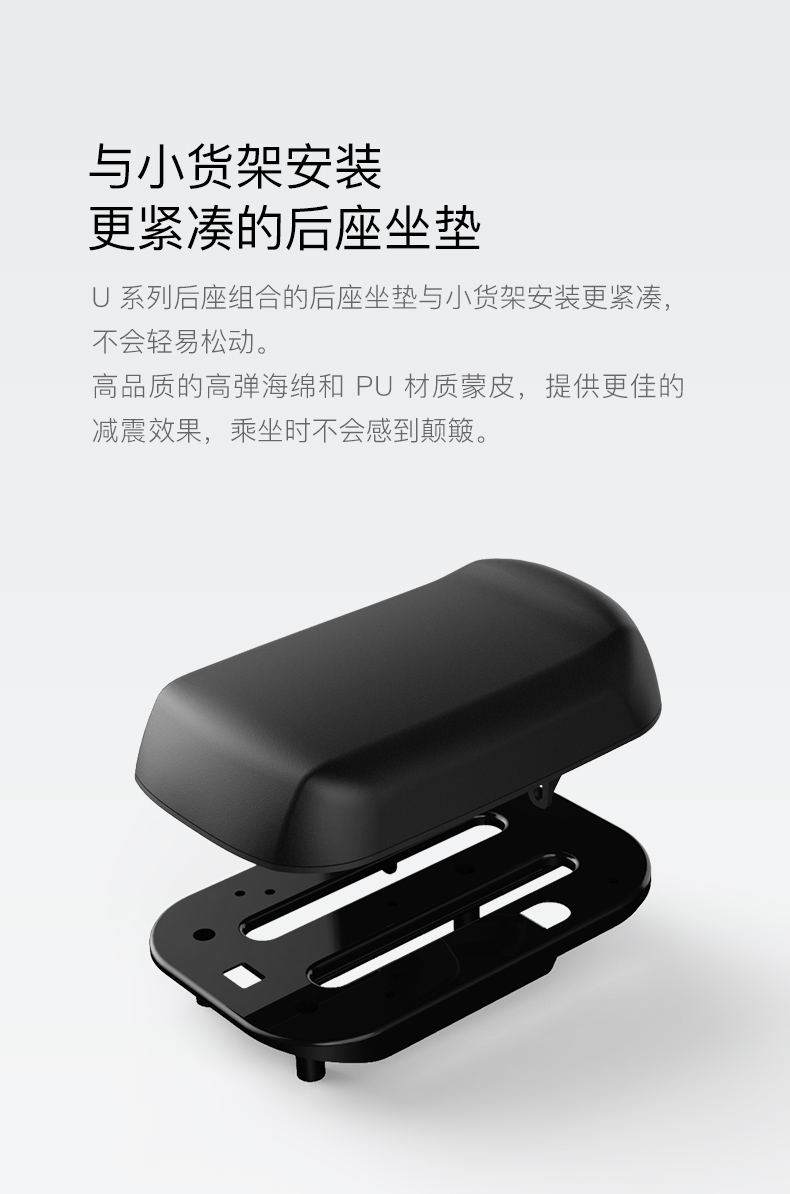 与小货架安装
更紧凑的后座坐垫
U 系列后座组合的后座坐垫与小货架安装更紧凑，
不会轻易松动。
高品质的高弹海绵和 PU 材质蒙皮，提供更佳的
减震效果，乘坐时不会感到颠簸。